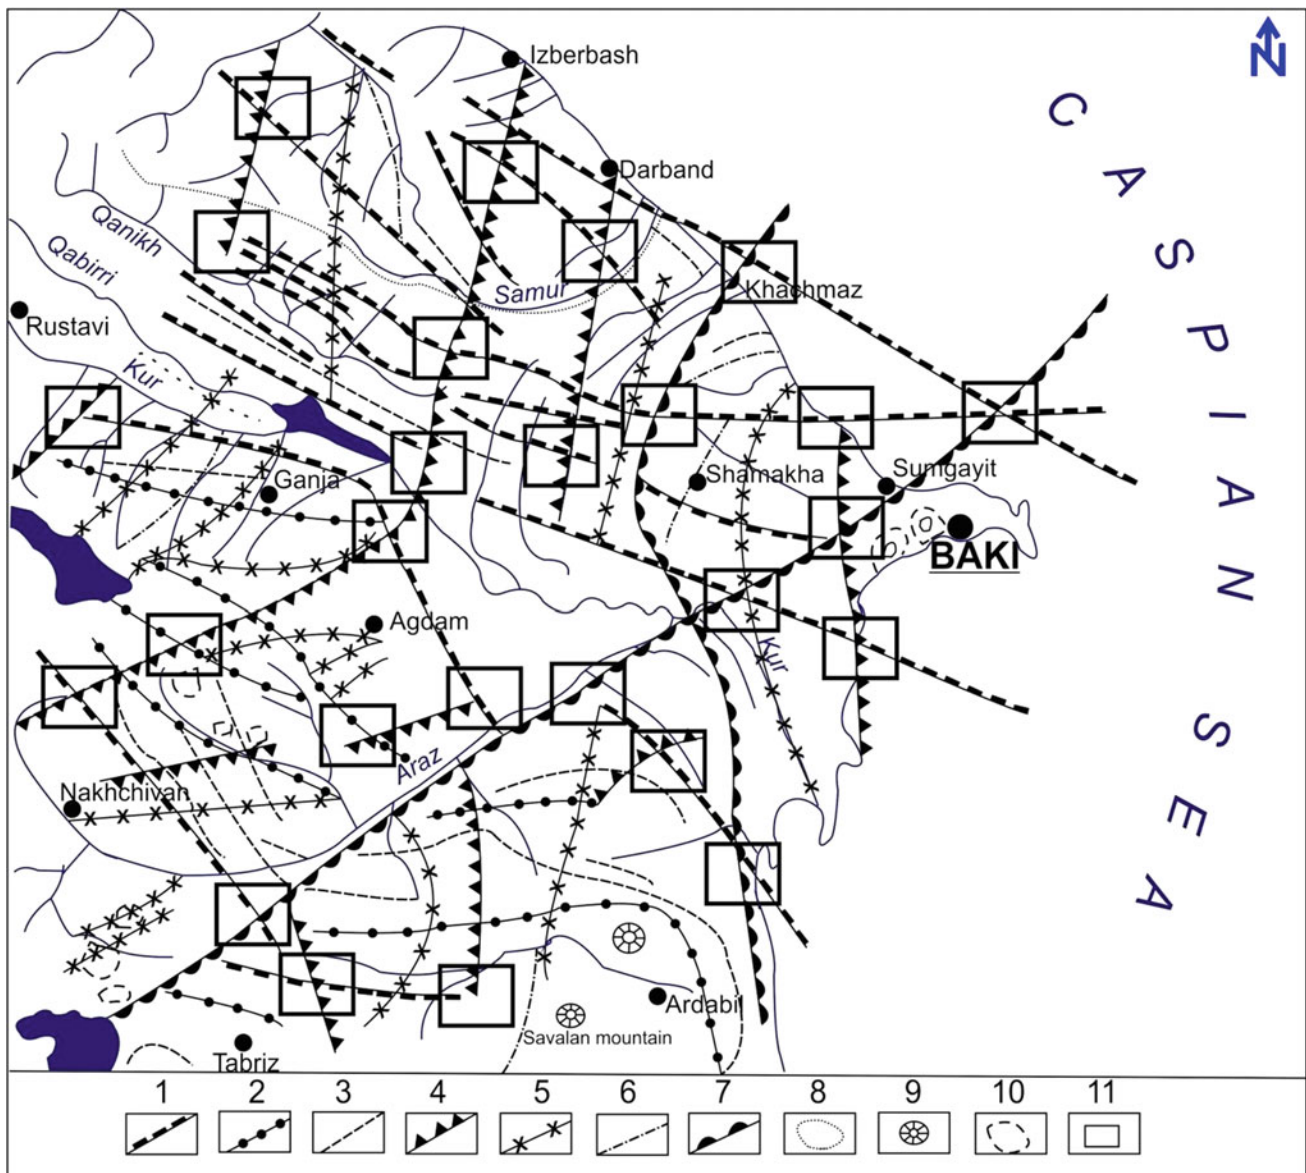 N
Izberbash
CASPIAN SEA
Darband
Qanikh
Qabirri
Samur
Khachmaz
Rustavi
Kur
Shamakha
Sumgayit
Ganja
BAKI
Agdam
Kur
Araz
Nakhchivan
Ardabil
Savalan mountain
Tabriz
1 2 3 4 5 6 7 8 9 10 11